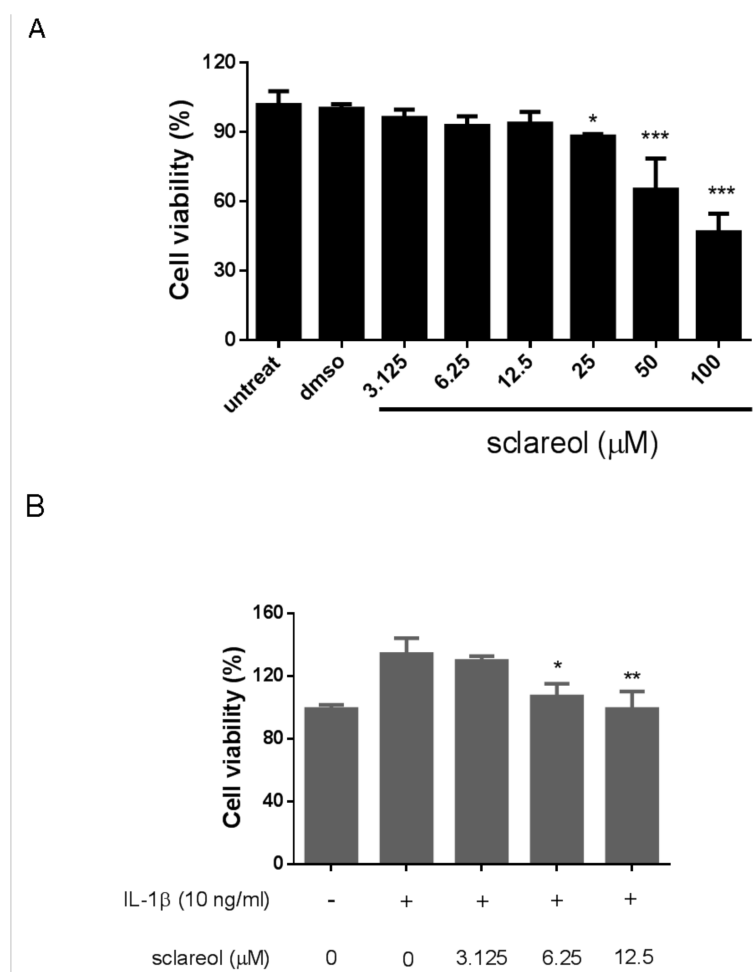 A
Cell viability (%)
120
90
60
30
0
*
***
***
untreat
dmso
3.125
6.25
12.5
25
50
100
sclareol (μM)
B
Cell viability (%)
160
120
80
40
0
*
**
IL-1β (10 ng/ml) - + + + +
sclareol (μM) 0 0 3.125 6.25 12.5